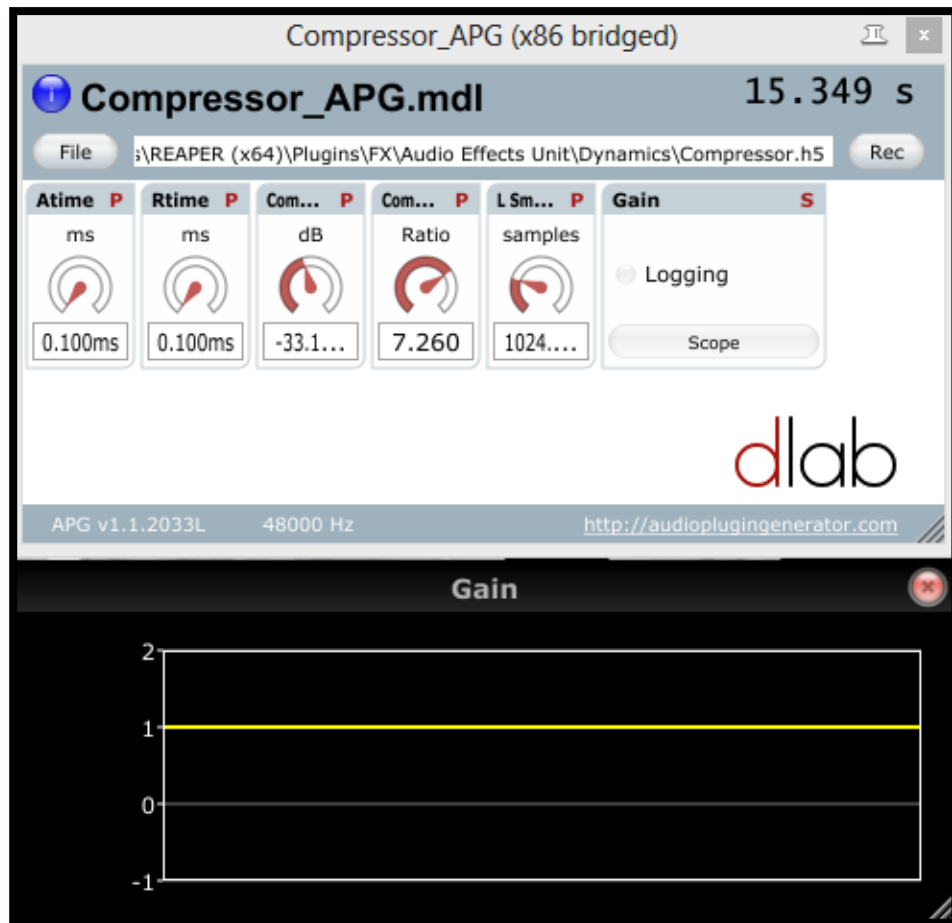 Compressor_APG (x86 bridged)
x
i Compressor_APG.mdl 15.349 s
File s\REAPER (x64)\Plugins\FX\Audio Effects Unit\Dynamics\Compressor.h5 Rec
Atime P Rtime P Com... P Com... P L Sm... P Gain S
ms ms dB Ratio samples
Logging
0.100ms 0.100ms -33.1... 7.260 1024.... Scope
dlab
APG v1.1.2033L 48000 Hz http://audioplugingenerator.com
Gain
2
1
0
-1